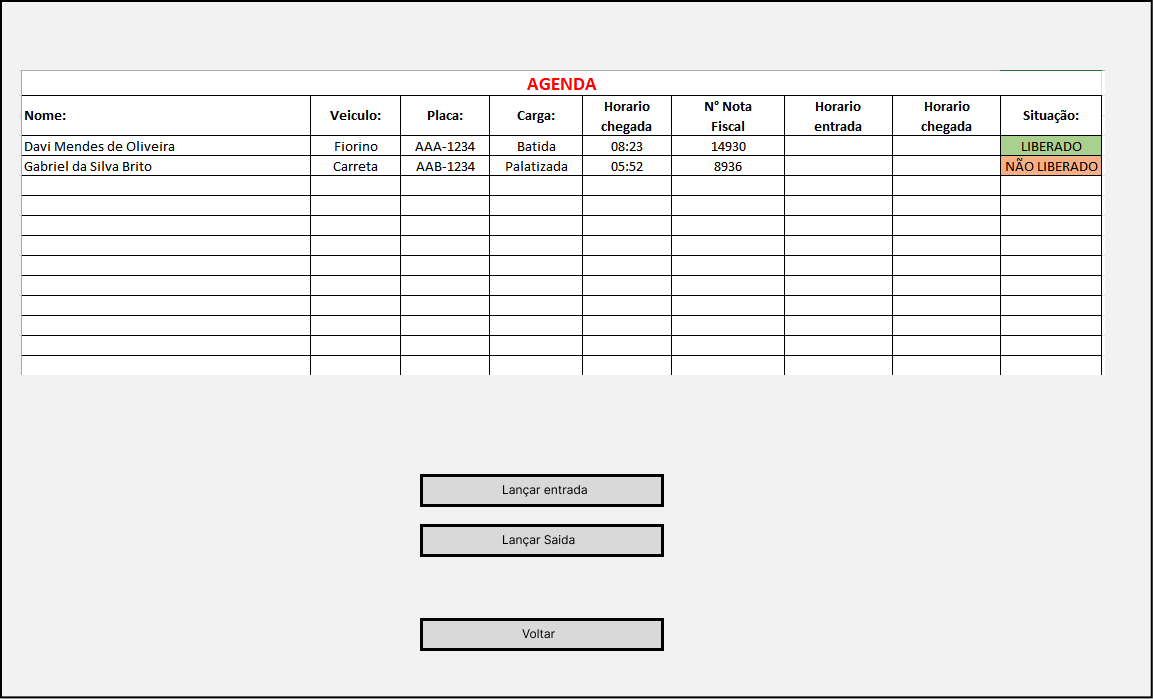 AGENDA
Nome: Veiculo: Placa: Carga: Horario chegada N° Nota Fiscal Horario entrada Horario chegada Situação:
Davi Mendes de Oliveira Fiorino AAA-1234 Batida 08:23 14930 LIBERADO
Gabriel da Silva Brito Carreta AAB-1234 Palatizada 05:52 8936 NÃO LIBERADO
Lançar entrada
Lançar Saida
Voltar